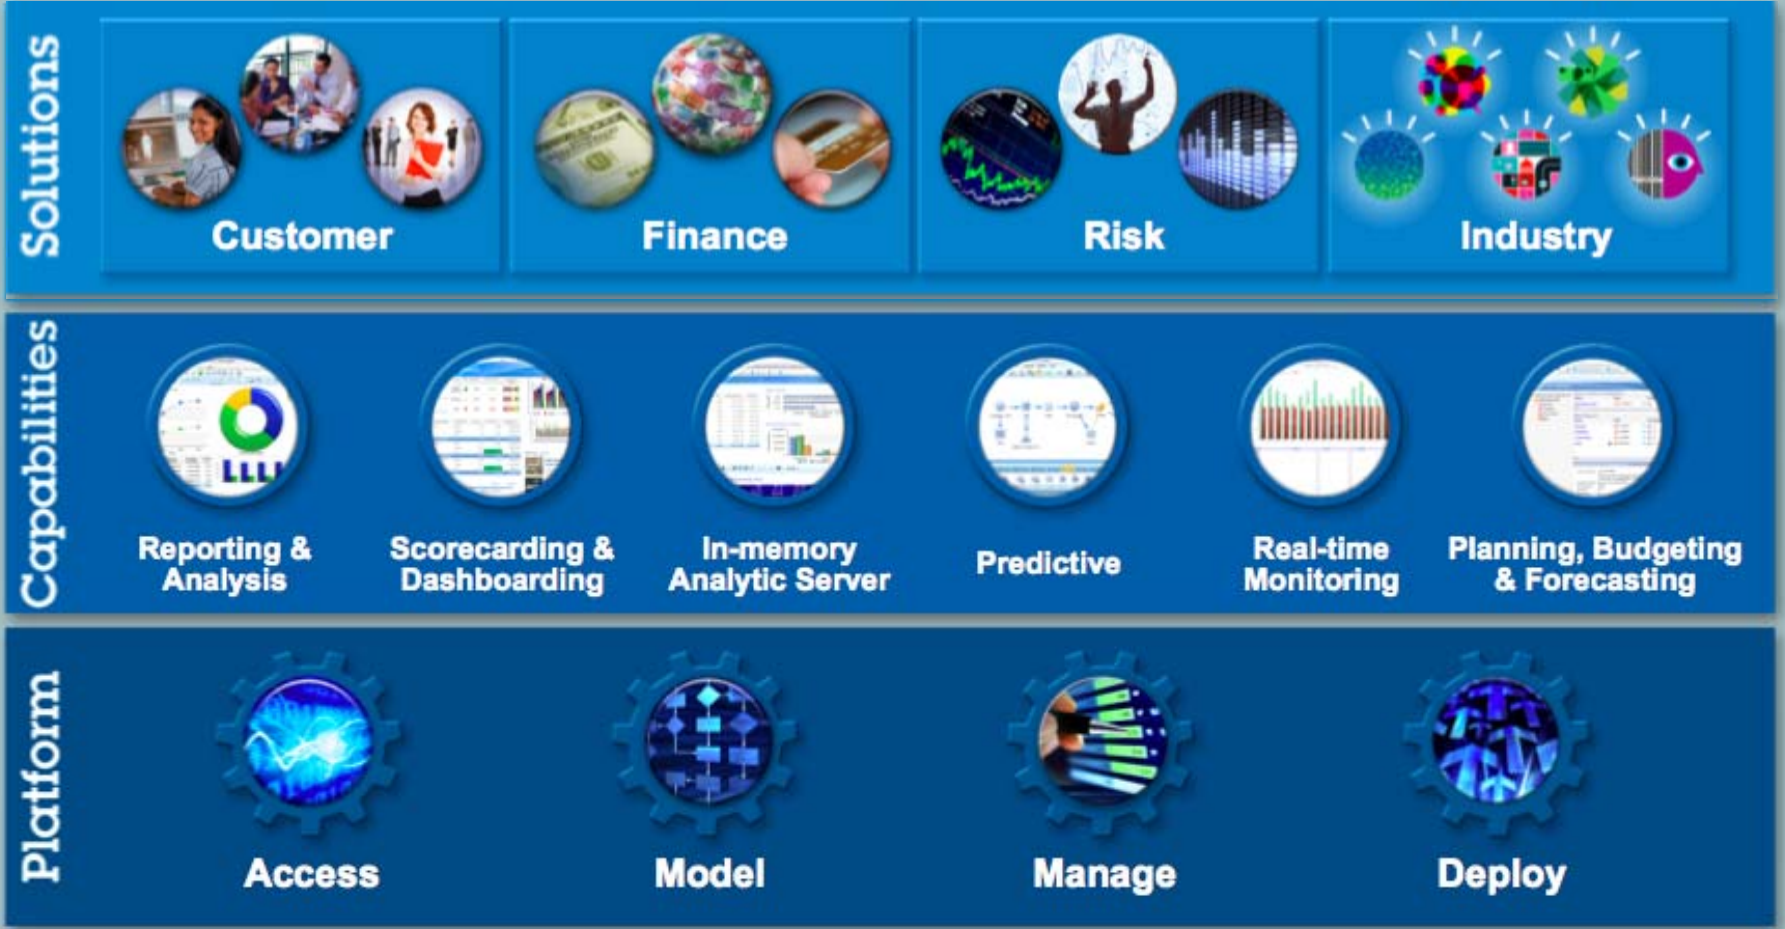 Solutions
Customer
Finance
Risk
Industry
Capabilities
Reporting &
Analysis
Scorecarding &
Dashboarding
In-memory
Analytic Server
Predictive
Real-time
Monitoring
Planning, Budgeting
& Forecasting
Platform
Access
Model
Manage
Deploy